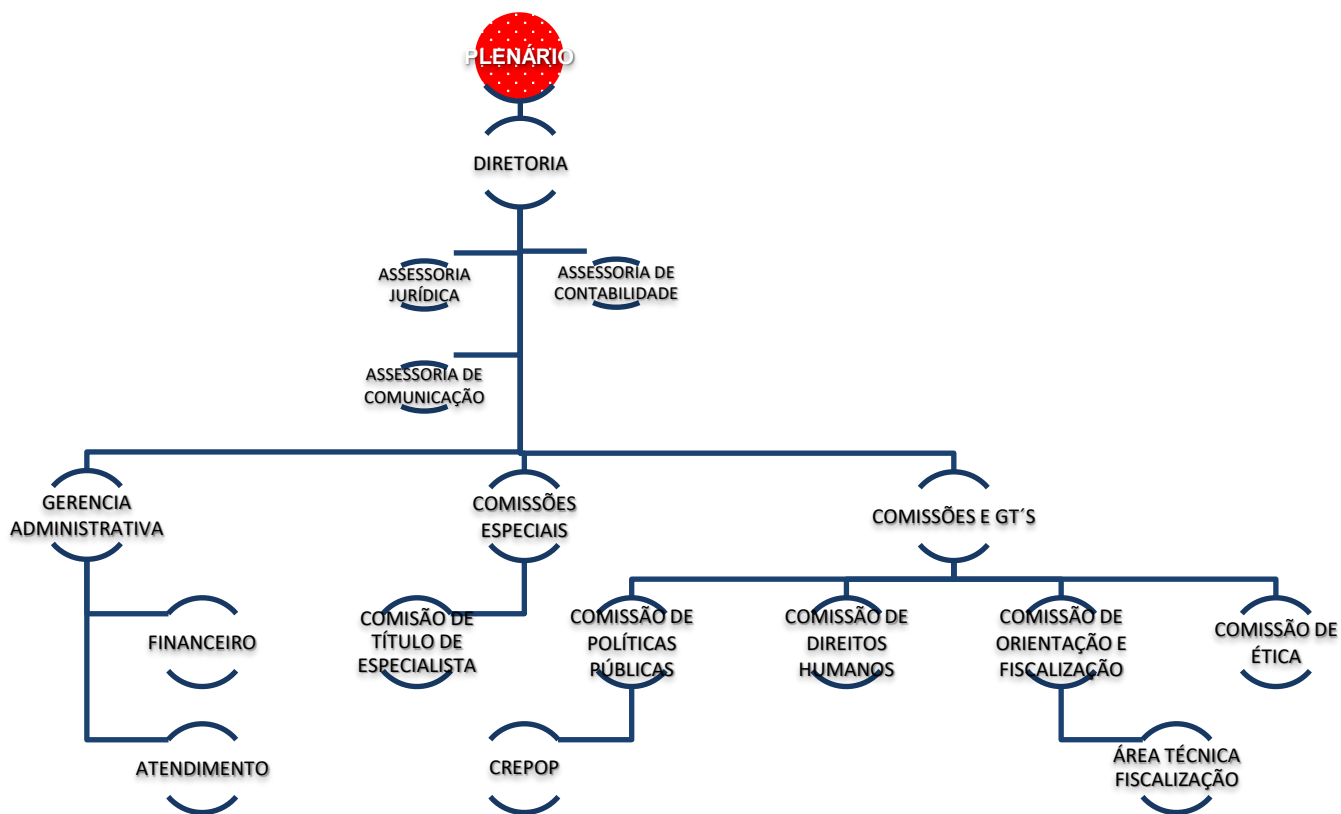 PLENÁRIO
DIRETORIA
ASSESSORIA
JURÍDICA
ASSESSORIA DE
CONTABILIDADE
ASSESSORIA DE
COMUNICAÇÃO
GERENCIA
ADMINISTRATIVA
COMISSÕES
ESPECIAIS
COMISSÕES E GT´S
FINANCEIRO
COMISÃO DE
TÍTULO DE
ESPECIALISTA
COMISSÃO DE
POLÍTICAS
PÚBLICAS
COMISSÃO DE
DIREITOS
HUMANOS
COMISSÃO DE
ORIENTAÇÃO E
FISCALIZAÇÃO
COMISSÃO DE
ÉTICA
ATENDIMENTO
CREPOP
ÁREA TÉCNICA
FISCALIZAÇÃO